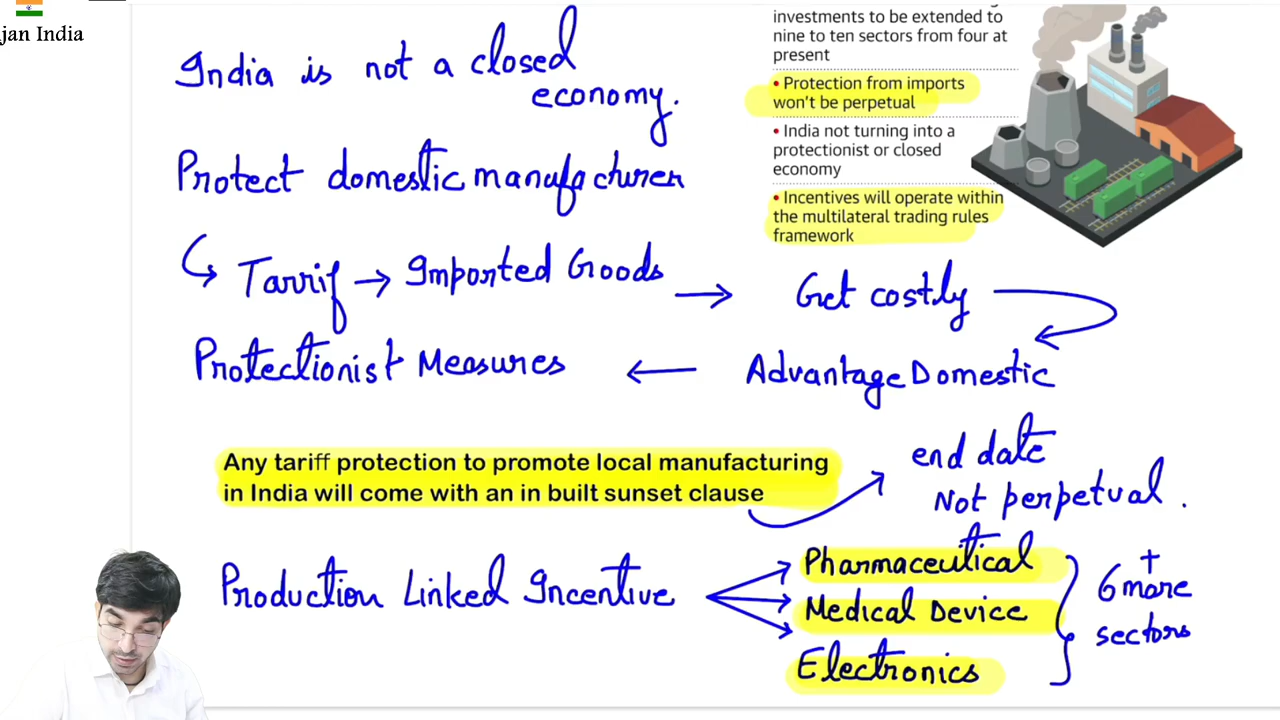 jan India
investments to be extended to
nine to ten sectors from four at
present
• Protection from imports
won't be perpetual
• India not turning into a
protectionist or closed
economy
• Incentives will operate within
the multilateral trading rules
framework
India is not a closed
economy.
Protect domestic manufacturer
Tarrif → Imported Goods → Get costly
Protectionist Measures ← Advantage Domestic
Any tariff protection to promote local manufacturing
in India will come with an in built sunset clause
end date
Not perpetual.
Production Linked Incentive
Pharmaceutical
Medical Device
Electronics
+
6 more
sectors